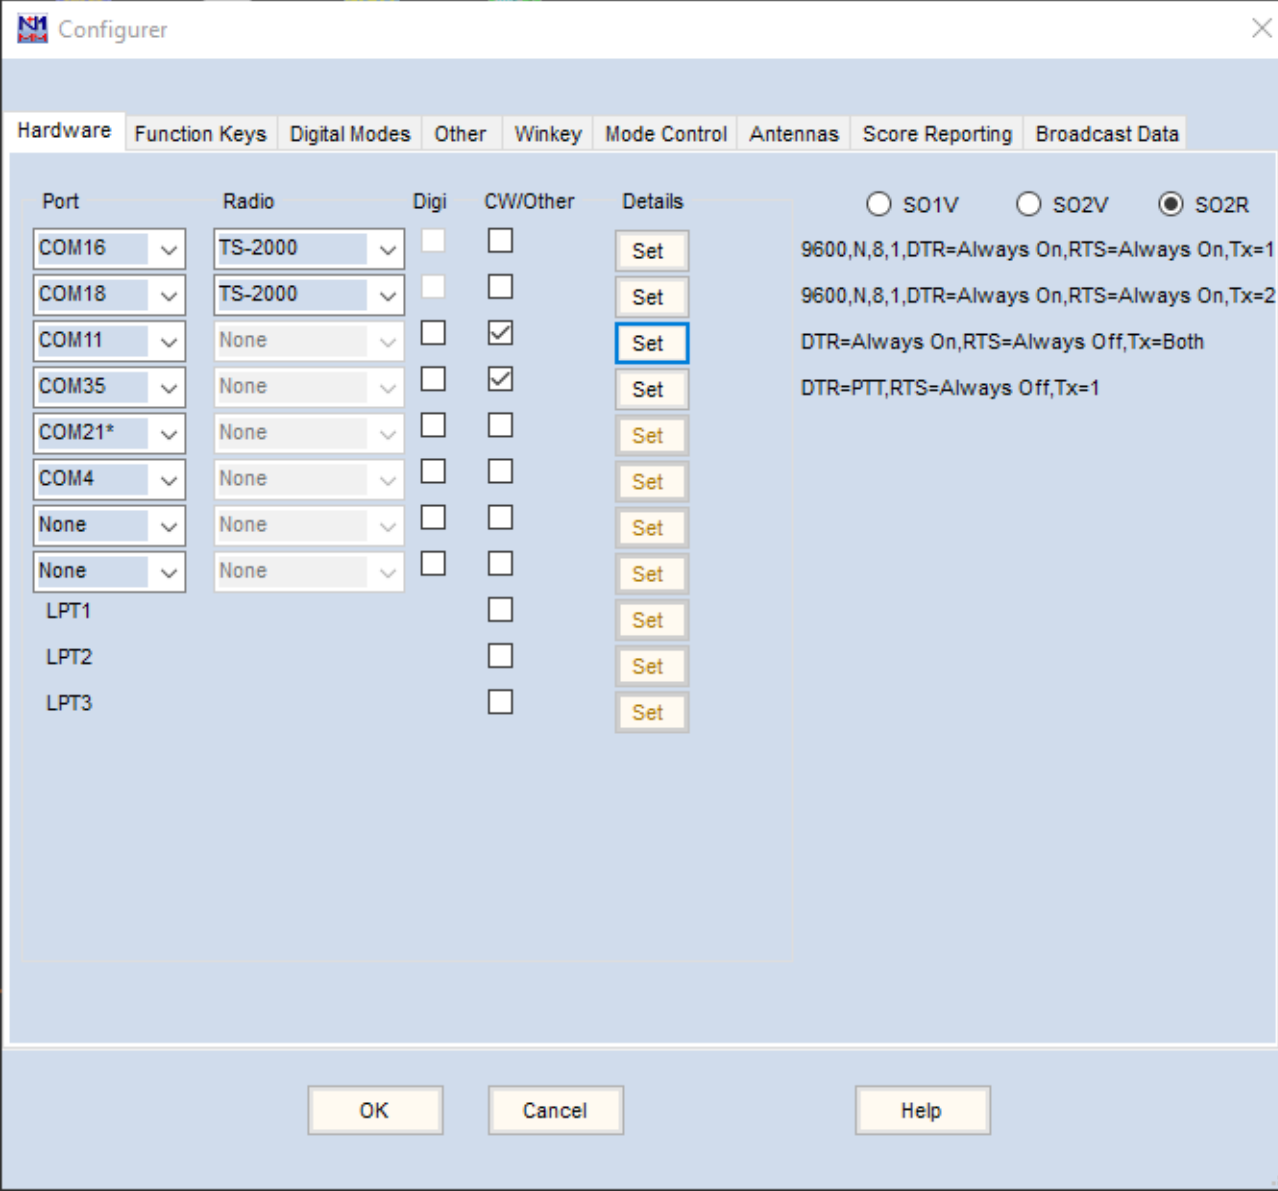 N1
MM
Configurer
Hardware Function Keys Digital Modes Other Winkey Mode Control Antennas Score Reporting Broadcast Data
Port Radio Digi CW/Other Details SO1V SO2V SO2R
COM16 TS-2000 Set 9600,N,8,1,DTR=Always On,RTS=Always On,Tx=1
COM18 TS-2000 Set 9600,N,8,1,DTR=Always On,RTS=Always On,Tx=2
COM11 None Set DTR=Always On,RTS=Always Off,Tx=Both
COM35 None Set DTR=PTT,RTS=Always Off,Tx=1
COM21* None Set
COM4 None Set
None None Set
None None Set
LPT1 Set
LPT2 Set
LPT3 Set
OK Cancel Help